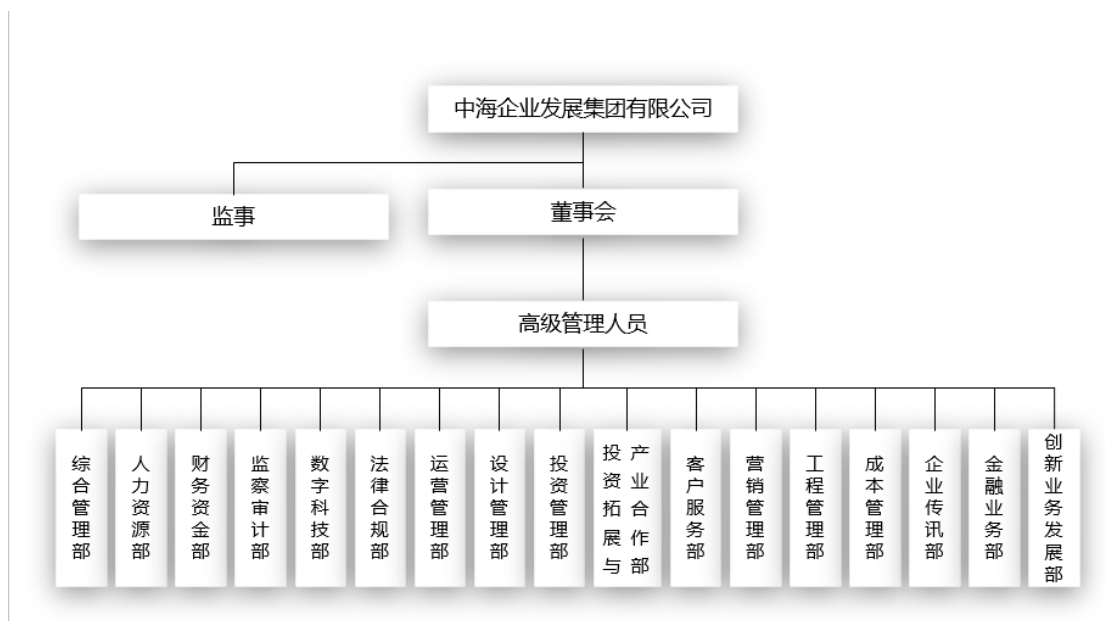 中海企业发展集团有限公司
监事
董事会
高级管理人员
综合管理部
人力资源部
财务资金部
监察审计部
数字科技部
法律合规部
运营管理部
设计管理部
投资管理部
投资拓展与
产业合作部
客户服务部
营销管理部
工程管理部
成本管理部
企业传讯部
金融业务部
创新业务发展部